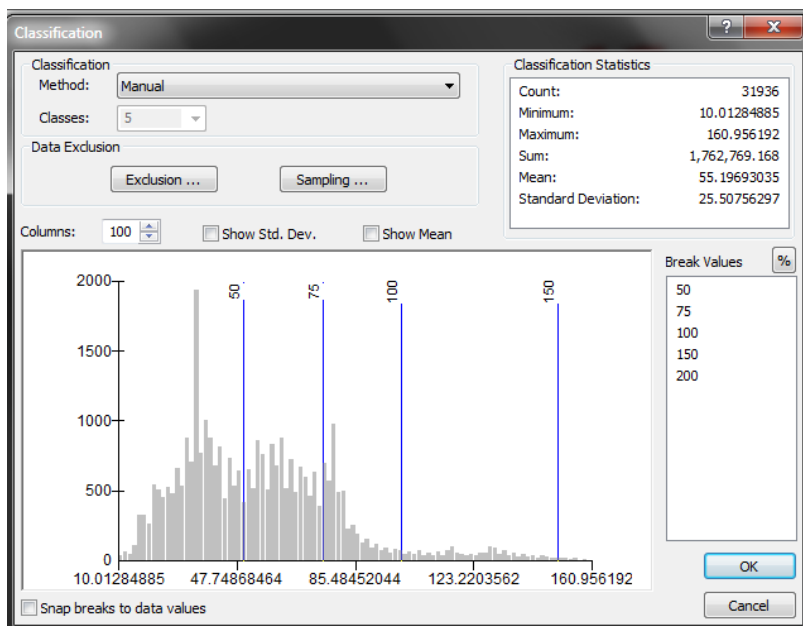 Classification
?
X
Classification
Method: Manual
Classes: 5
Data Exclusion
Exclusion ...
Sampling ...
Classification Statistics
Count: 31936
Minimum: 10.01284885
Maximum: 160.956192
Sum: 1,762,769.168
Mean: 55.19693035
Standard Deviation: 25.50756297
Columns: 100
Show Std. Dev.
Show Mean
Break Values %
50
75
100
150
200
2000
1500
1000
500
0
50
75
100
150
10.01284885 47.74868464 85.48452044 123.2203562 160.956192
Snap breaks to data values
OK
Cancel